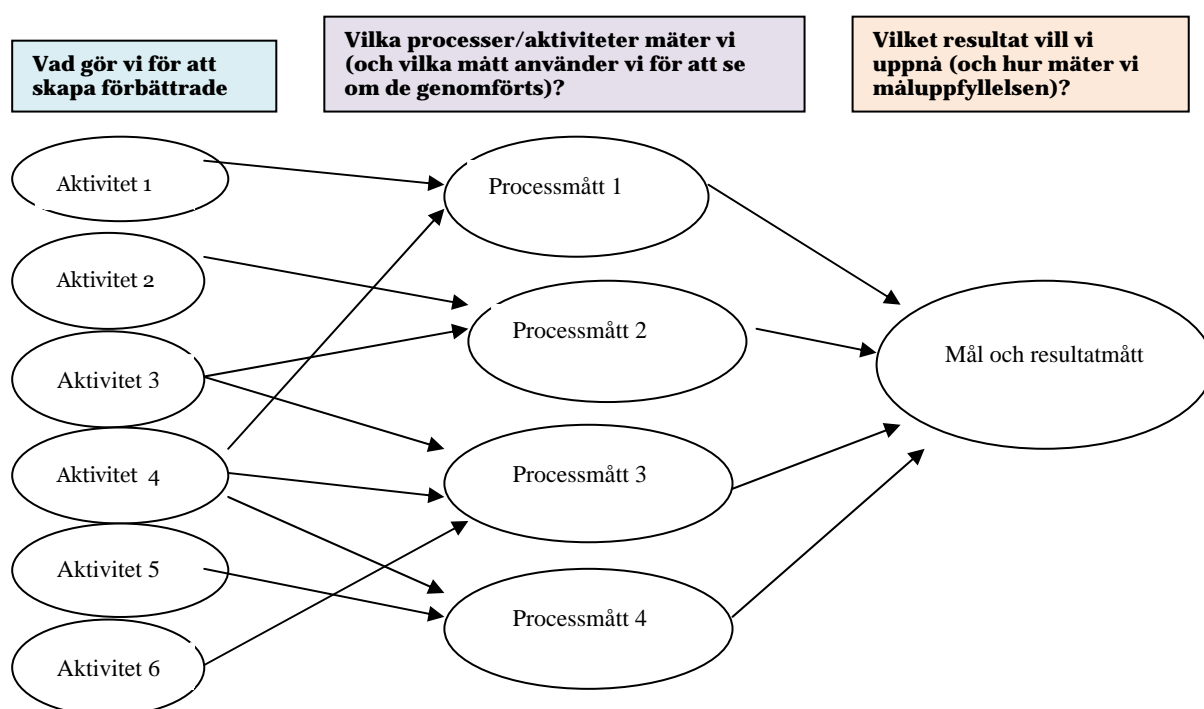 Vad gör vi för att
skapa förbättrade
Vilka processer/aktiviteter mäter vi
(och vilka mått använder vi för att se
om de genomförts)?
Vilket resultat vill vi
uppnå (och hur mäter vi
måluppfyllelsen)?
Aktivitet 1
Aktivitet 2
Aktivitet 3
Aktivitet 4
Aktivitet 5
Aktivitet 6
Processmått 1
Processmått 2
Processmått 3
Processmått 4
Mål och resultatmått